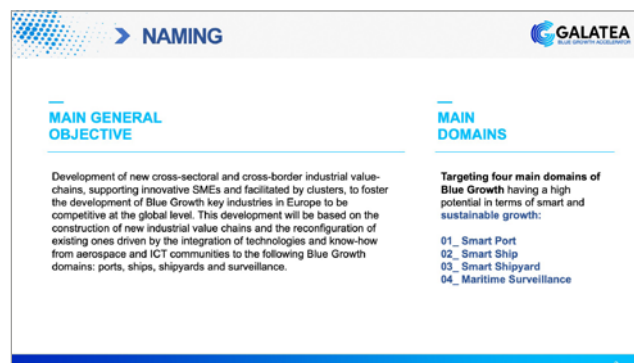 NAMING
GALATEA
BLUE GROWTH ACCELERATOR
MAIN GENERAL
OBJECTIVE
Development of new cross-sectoral and cross-border industrial value-
chains, supporting innovative SMEs and facilitated by clusters, to foster
the development of Blue Growth key industries in Europe to be
competitive at the global level. This development will be based on the
construction of new industrial value chains and the reconfiguration of
existing ones driven by the integration of technologies and know-how
from aerospace and ICT communities to the following Blue Growth
domains: ports, ships, shipyards and surveillance.
MAIN
DOMAINS
Targeting four main domains of
Blue Growth having a high
potential in terms of smart and
sustainable growth:
01_ Smart Port
02_ Smart Ship
03_ Smart Shipyard
04_ Maritime Surveillance